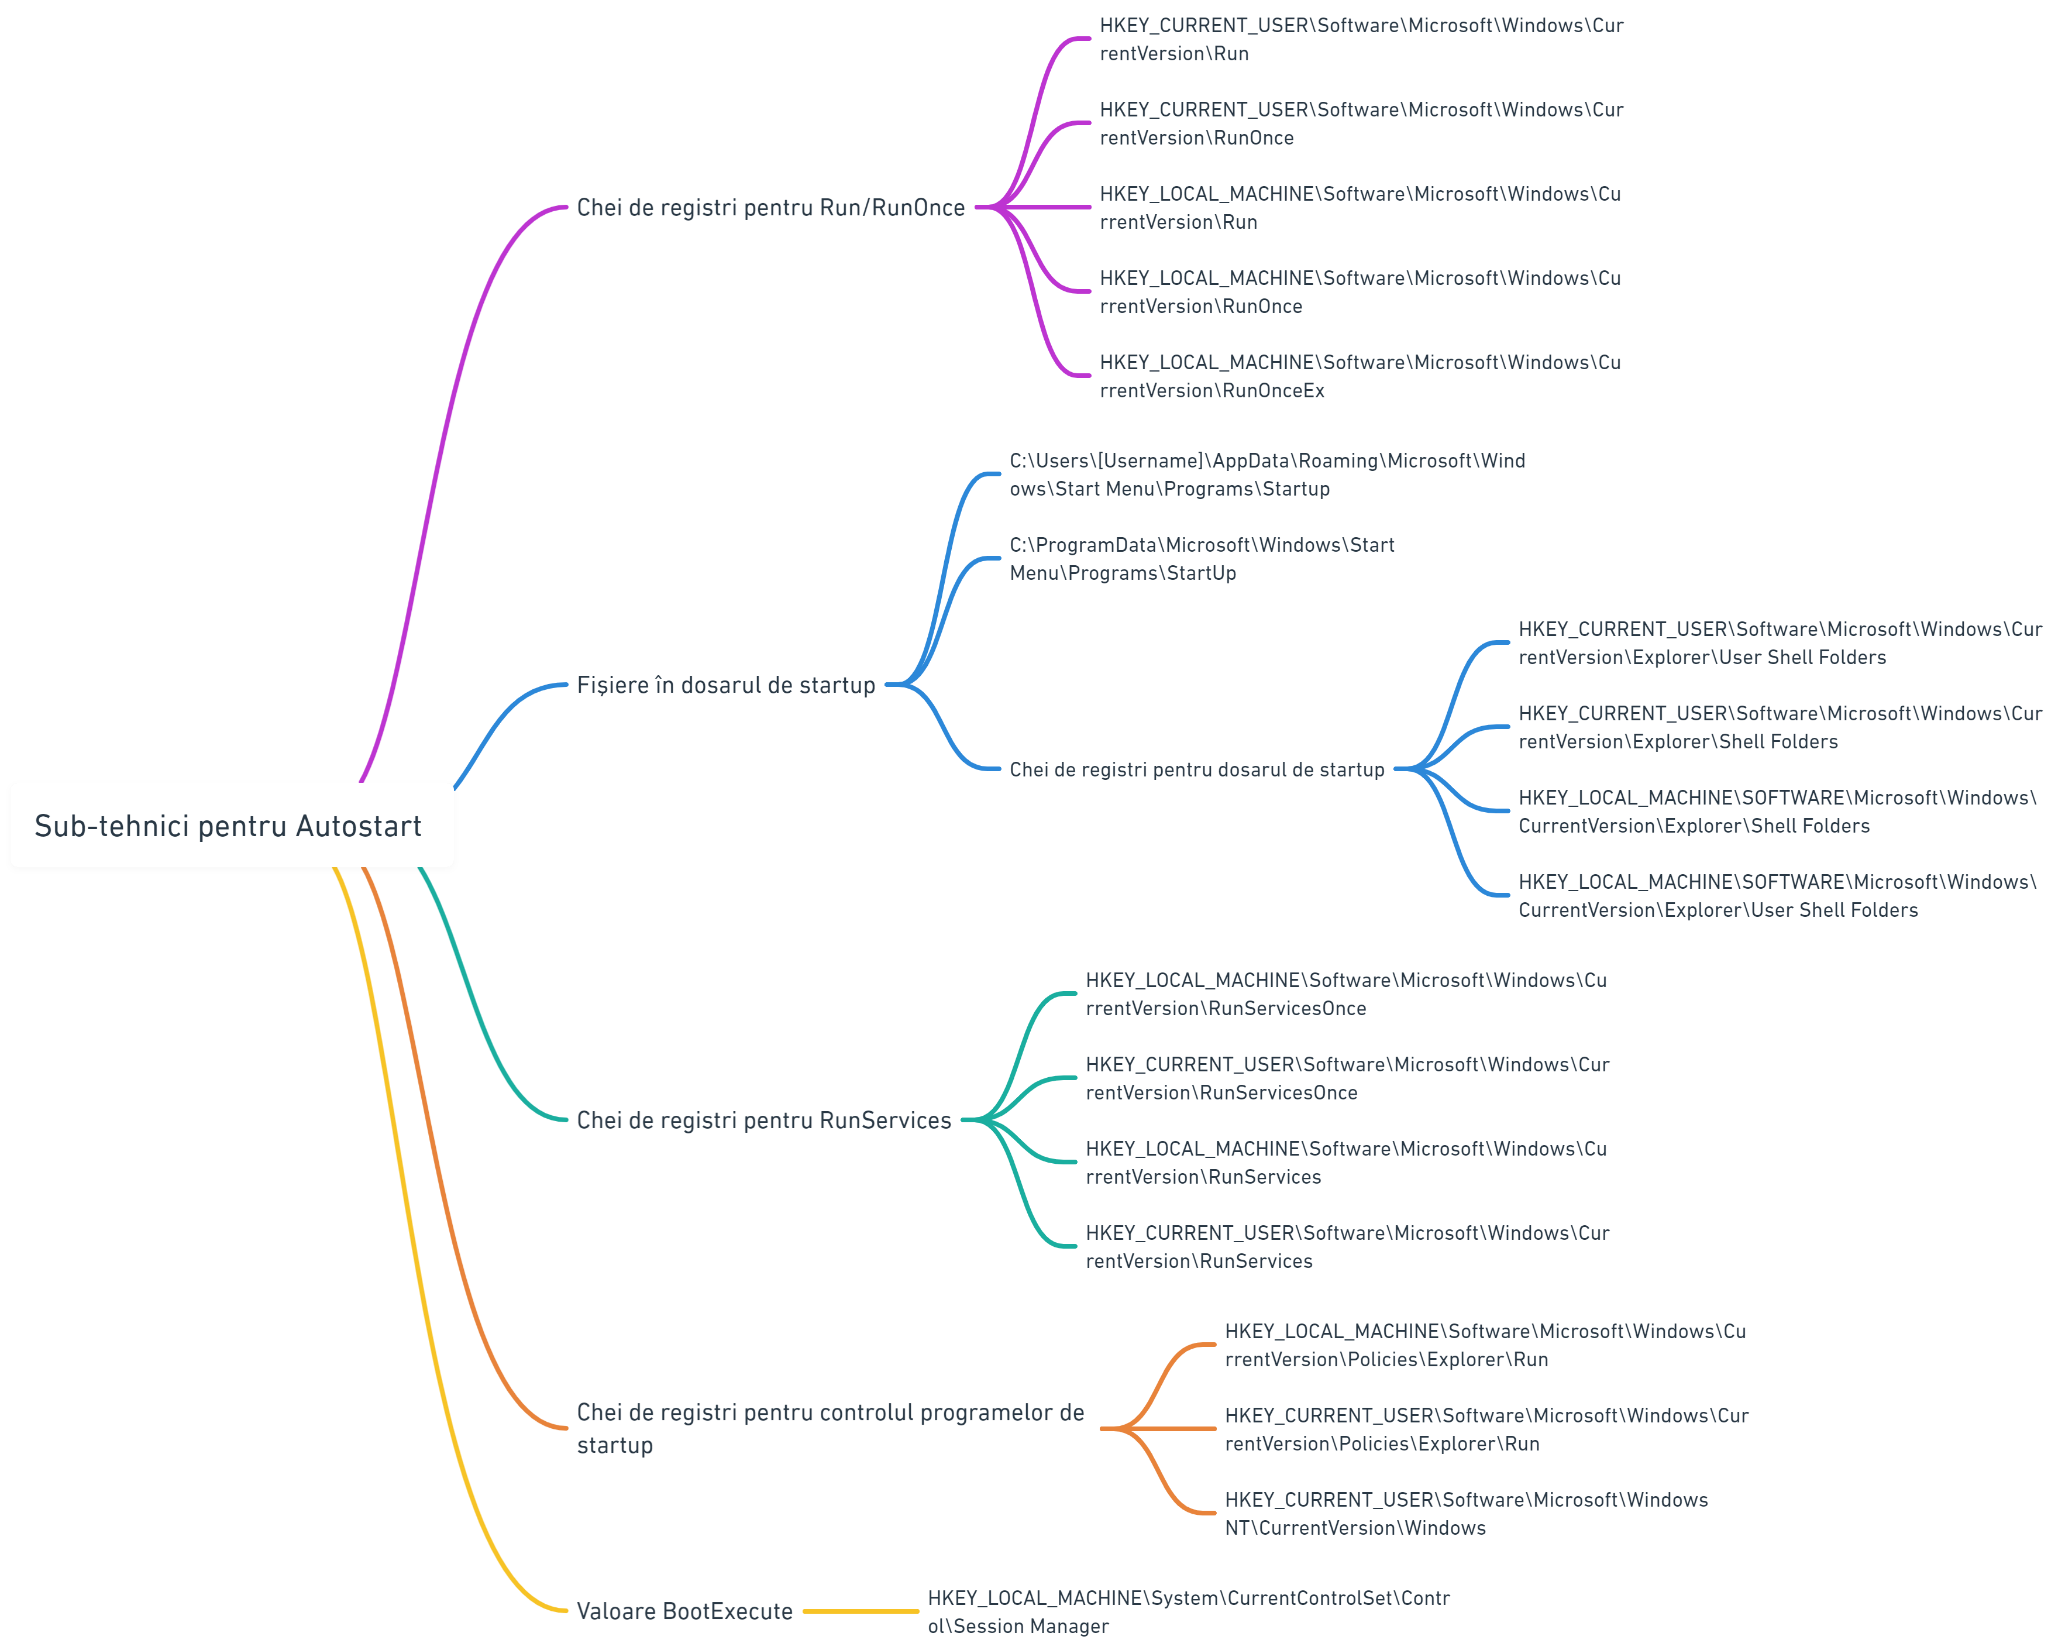 Sub-tehnici pentru Autostart
Chei de registri pentru Run/RunOnce
HKEY_CURRENT_USER\Software\Microsoft\Windows\Cur
rentVersion\Run
HKEY_CURRENT_USER\Software\Microsoft\Windows\Cur
rentVersion\RunOnce
HKEY_LOCAL_MACHINE\Software\Microsoft\Windows\Cu
rrentVersion\Run
HKEY_LOCAL_MACHINE\Software\Microsoft\Windows\Cu
rrentVersion\RunOnce
HKEY_LOCAL_MACHINE\Software\Microsoft\Windows\Cu
rrentVersion\RunOnceEx
Fișiere în dosarul de startup
C:\Users\[Username]\AppData\Roaming\Microsoft\Wind
ows\Start Menu\Programs\Startup
C:\ProgramData\Microsoft\Windows\Start
Menu\Programs\StartUp
Chei de registri pentru dosarul de startup
HKEY_CURRENT_USER\Software\Microsoft\Windows\Cur
rentVersion\Explorer\User Shell Folders
HKEY_CURRENT_USER\Software\Microsoft\Windows\Cur
rentVersion\Explorer\Shell Folders
HKEY_LOCAL_MACHINE\SOFTWARE\Microsoft\Windows\
CurrentVersion\Explorer\Shell Folders
HKEY_LOCAL_MACHINE\SOFTWARE\Microsoft\Windows\
CurrentVersion\Explorer\User Shell Folders
Chei de registri pentru RunServices
HKEY_LOCAL_MACHINE\Software\Microsoft\Windows\Cu
rrentVersion\RunServicesOnce
HKEY_CURRENT_USER\Software\Microsoft\Windows\Cur
rentVersion\RunServicesOnce
HKEY_LOCAL_MACHINE\Software\Microsoft\Windows\Cu
rrentVersion\RunServices
HKEY_CURRENT_USER\Software\Microsoft\Windows\Cur
rentVersion\RunServices
Chei de registri pentru controlul programelor de
startup
HKEY_LOCAL_MACHINE\Software\Microsoft\Windows\Cu
rrentVersion\Policies\Explorer\Run
HKEY_CURRENT_USER\Software\Microsoft\Windows\Cur
rentVersion\Policies\Explorer\Run
HKEY_CURRENT_USER\Software\Microsoft\Windows
NT\CurrentVersion\Windows
Valoare BootExecute
HKEY_LOCAL_MACHINE\System\CurrentControlSet\Contr
ol\Session Manager